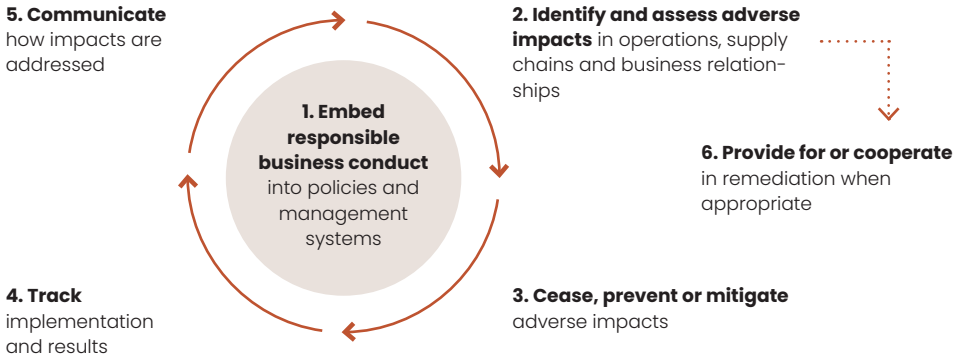 5. Communicate
how impacts are
addressed
2. Identify and assess adverse
impacts in operations, supply
chains and business relation-
ships
1. Embed
responsible
business conduct
into policies and
management
systems
6. Provide for or cooperate
in remediation when
appropriate
4. Track
implementation
and results
3. Cease, prevent or mitigate
adverse impacts